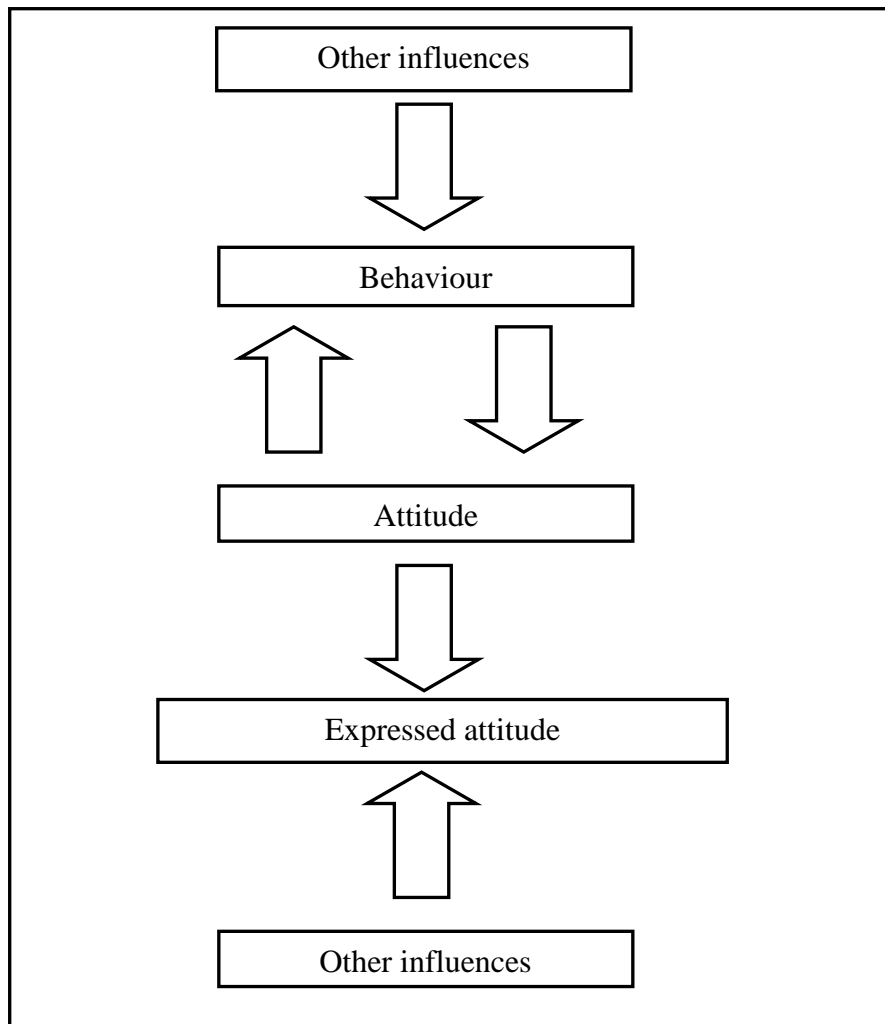 Other influences
Behaviour
Attitude
Expressed attitude
Other influences